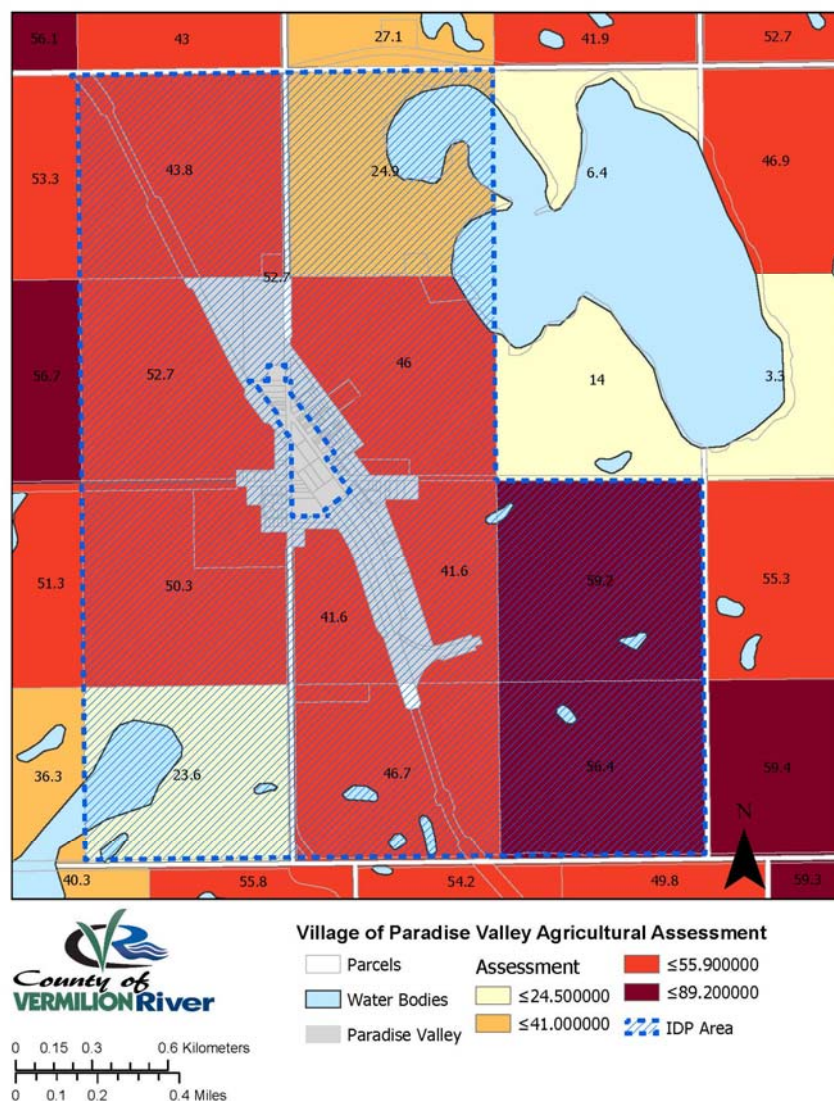 56.1 43 27.1 41.9 52.7
53.3 43.8 24.9 6.4 46.9
52.7
56.7 52.7 46 14 3.3
51.3 50.3 41.6 41.6 59.2 55.3
36.3 23.6 46.7 56.4 59.4
N
40.3 55.8 54.2 49.8 59.3
County of
VERMILION River
0 0.15 0.3 0.6 Kilometers
0 0.1 0.2 0.4 Miles
Village of Paradise Valley Agricultural Assessment
Parcels
Water Bodies
Paradise Valley
Assessment
≤24.500000
≤41.000000
≤55.900000
≤89.200000
IDP Area